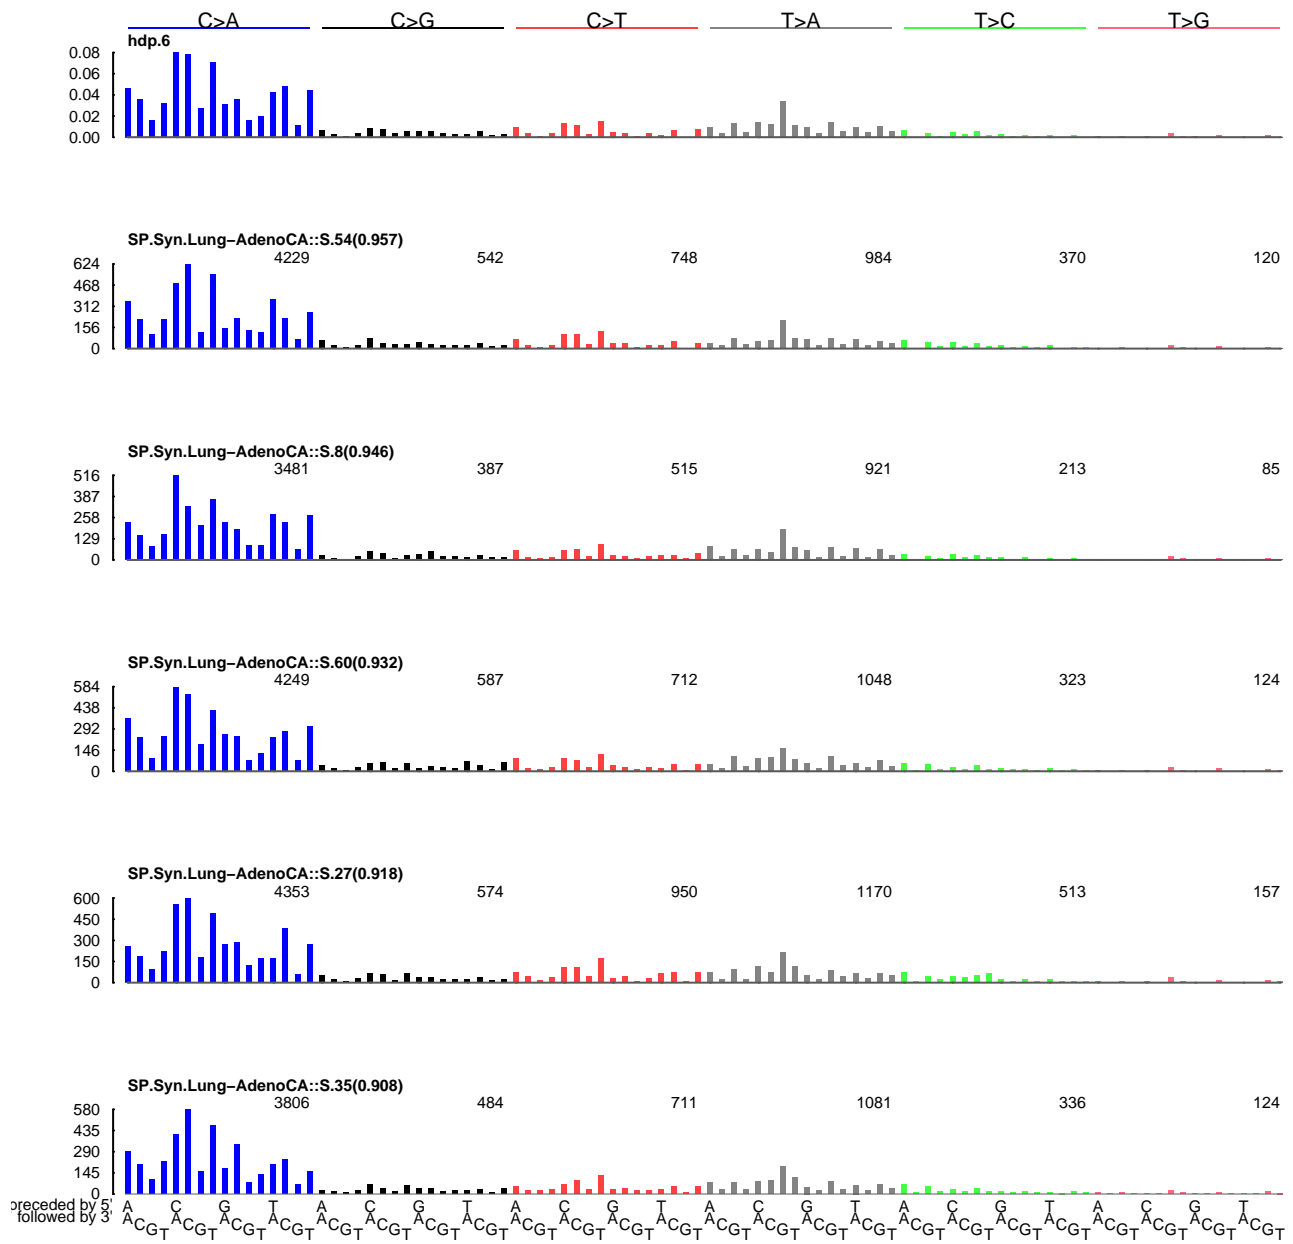 C>A C>G C>T T>A T>C T>G
hdp.6
0.08
0.06
0.04
0.02
0.00
SP.Syn.Lung−AdenoCA::S.54(0.957)
4229 542 748 984 370 120
624
468
312
156
0
SP.Syn.Lung−AdenoCA::S.8(0.946)
3481 387 515 921 213 85
516
387
258
129
0
SP.Syn.Lung−AdenoCA::S.60(0.932)
4249 587 712 1048 323 124
584
438
292
146
0
SP.Syn.Lung−AdenoCA::S.27(0.918)
4353 574 950 1170 513 157
600
450
300
150
0
SP.Syn.Lung−AdenoCA::S.35(0.908)
3806 484 711 1081 336 124
580
435
290
145
0
preceded by 5' A C G T A C G T A C G T A C G T A C G T A C G T
followed by 3' A C G T A C G T A C G T A C G T A C G T A C G T A C G T A C G T A C G T A C G T A C G T A C G T A C G T A C G T A C G T A C G T A C G T A C G T A C G T A C G T A C G T A C G T A C G T A C G T